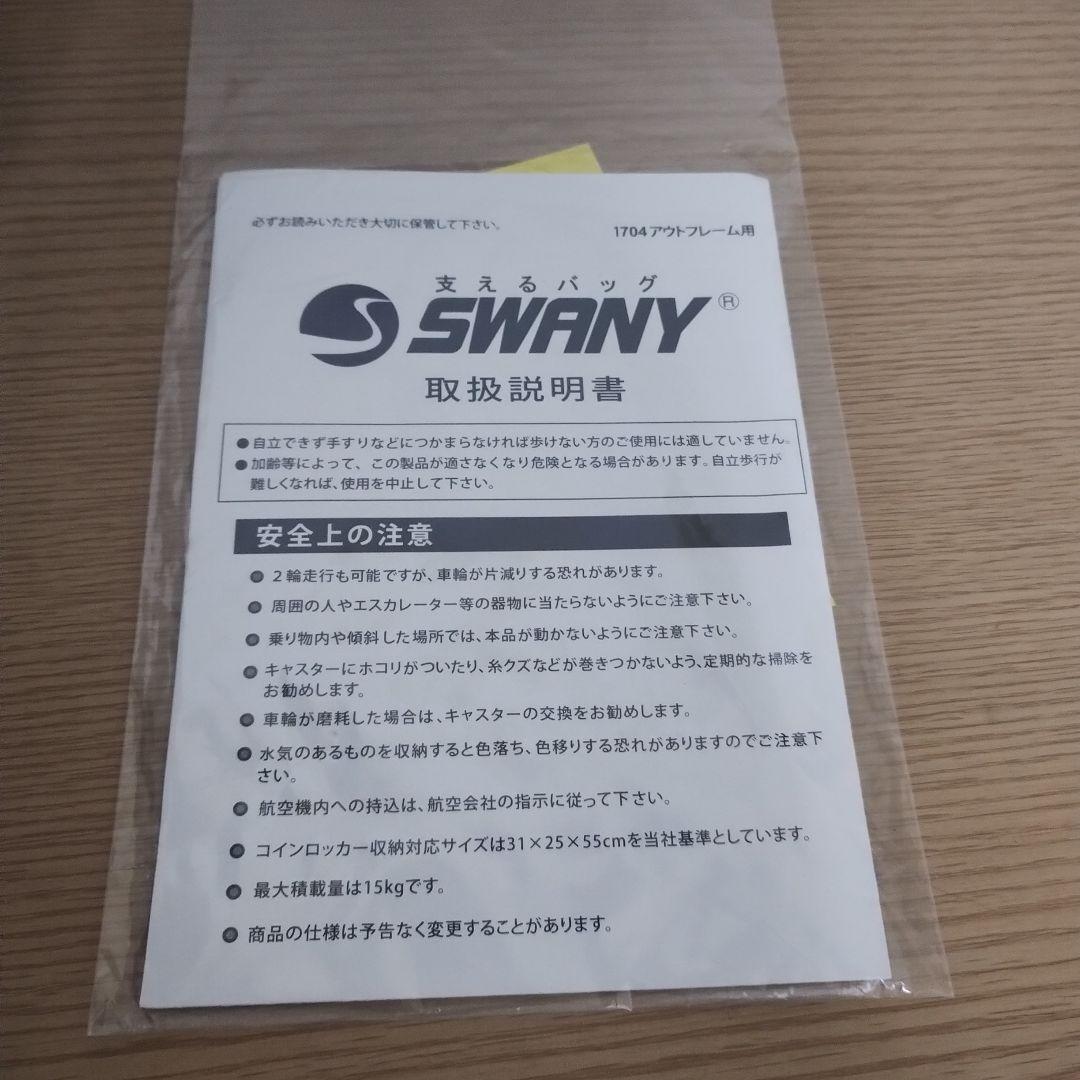 必ずお読みいただき大切に保管して下さい。
1704アウトフレーム用
支えるバッグ
SWANY®
取扱説明書
●自立できず手すりなどにつかまらなければ歩けない方のご使用には適していません。
●加齢等によって、この製品が適さなくなり危険となる場合があります。自立歩行が
難しくなれば、使用を中止して下さい。
安全上の注意
●2輪走行も可能ですが、車輪が片減りする恐れがあります。
●周囲の人やエスカレーター等の器物に当たらないようにご注意下さい。
●乗り物内や傾斜した場所では、本品が動かないようにご注意下さい。
●キャスターにホコリがついたり、糸クズなどが巻きつかないよう、定期的な掃除を
お勧めします。
●車輪が磨耗した場合は、キャスターの交換をお勧めします。
●水気のあるものを収納すると色落ち、色移りする恐れがありますのでご注意下
さい。
●航空機内への持込は、航空会社の指示に従って下さい。
●コインロッカー収納対応サイズは31×25×55cmを当社基準としています。
●最大積載量は15kgです。
●商品の仕様は予告なく変更することがあります。